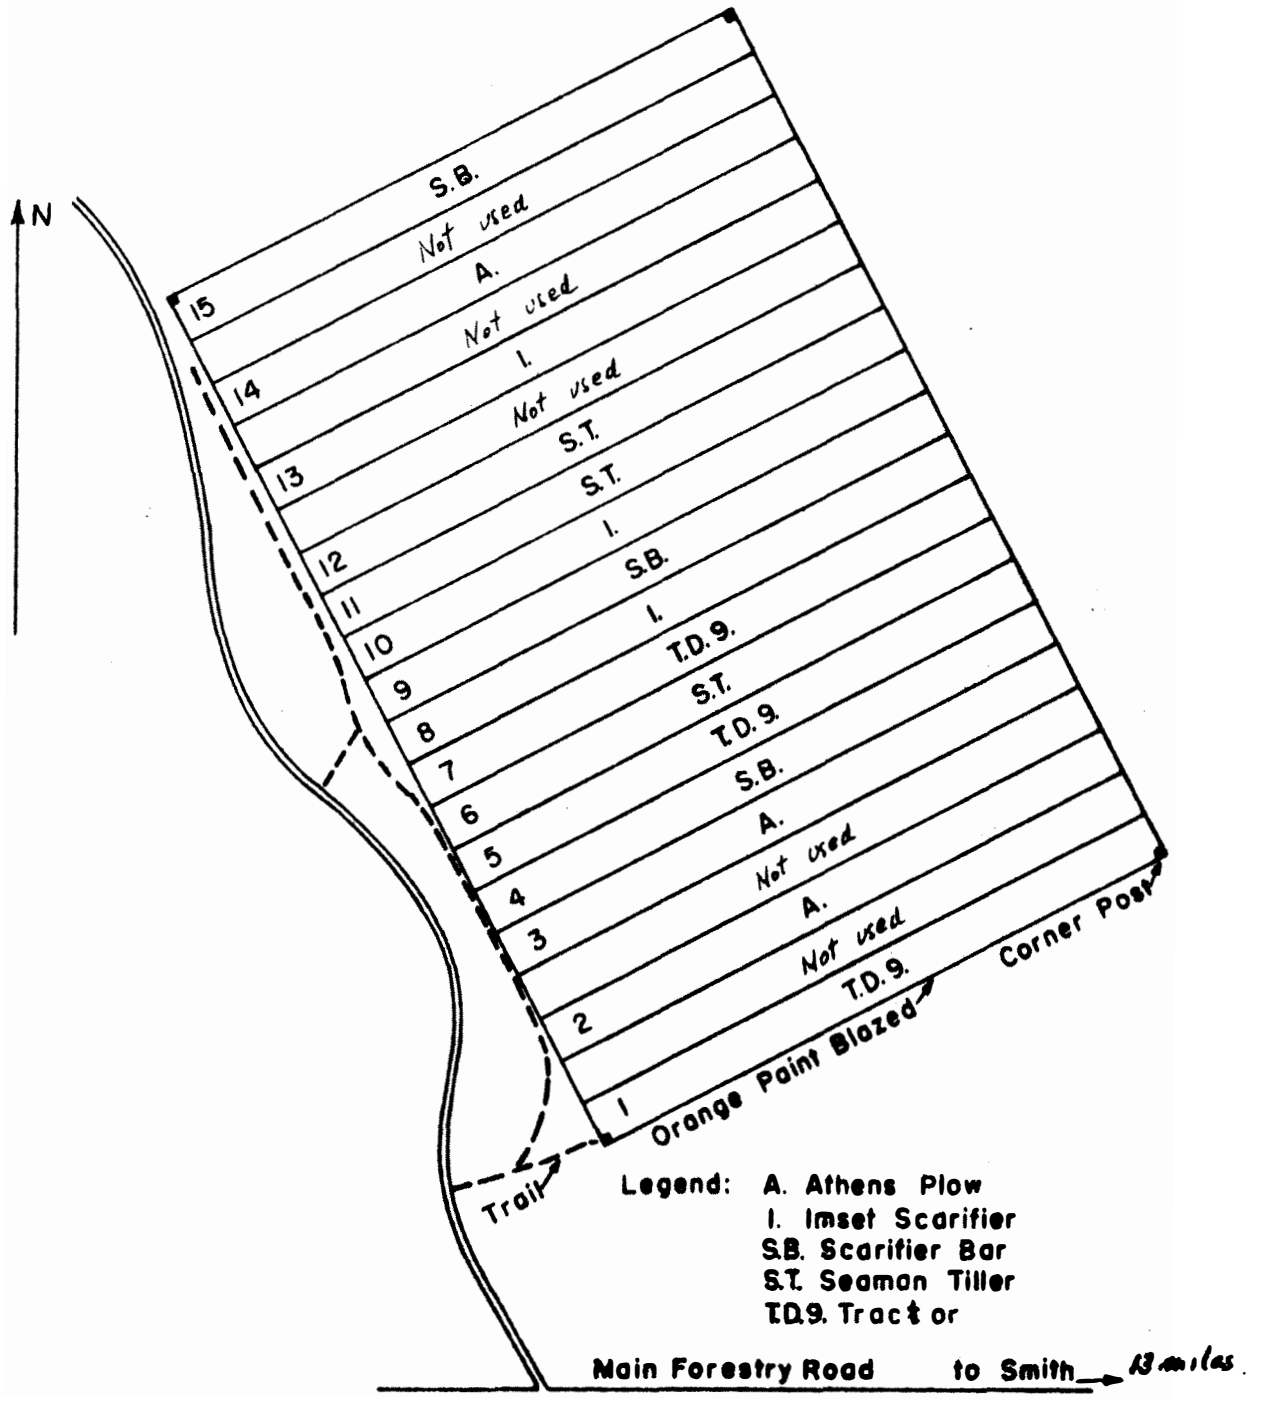 N
S.B.
15
Not used
A.
14
Not used
I.
13
Not used
S.T.
12
S.T.
11
I.
10
S.B.
9
I.
8
T.D.9.
7
S.T.
6
T.D.9.
5
S.B.
4
A.
3
Not used
A.
2
Not used
T.D.9.
1
Corner Post
Orange Paint Blazed
Trail
Legend: A. Athens Plow
I. Imset Scarifier
S.B. Scarifier Bar
S.T. Seaman Tiller
T.D.9. Tractor
Main Forestry Road to Smith 13 miles.